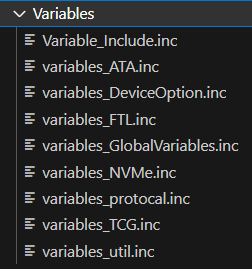 Variables
Variable_Include.inc
variables_ATA.inc
variables_DeviceOption.inc
variables_FTL.inc
variables_GlobalVariables.inc
variables_NVMe.inc
variables_protocal.inc
variables_TCG.inc
variables_util.inc